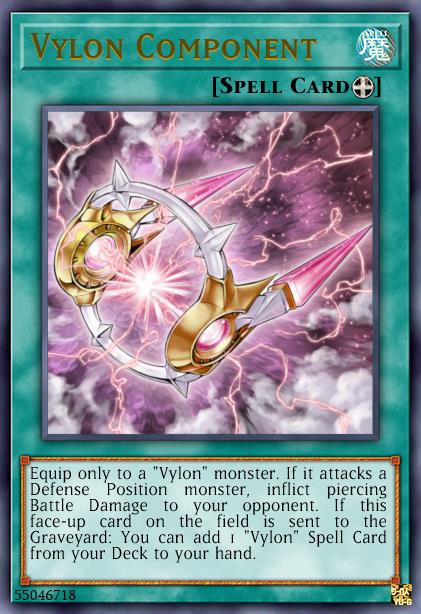 Vylon Component
SPELL
魔
[Spell Card]
Equip only to a "Vylon" monster. If it attacks a
Defense Position monster, inflict piercing
Battle Damage to your opponent. If this
face-up card on the field is sent to the
Graveyard: You can add 1 "Vylon" Spell Card
from your Deck to your hand.
55046718